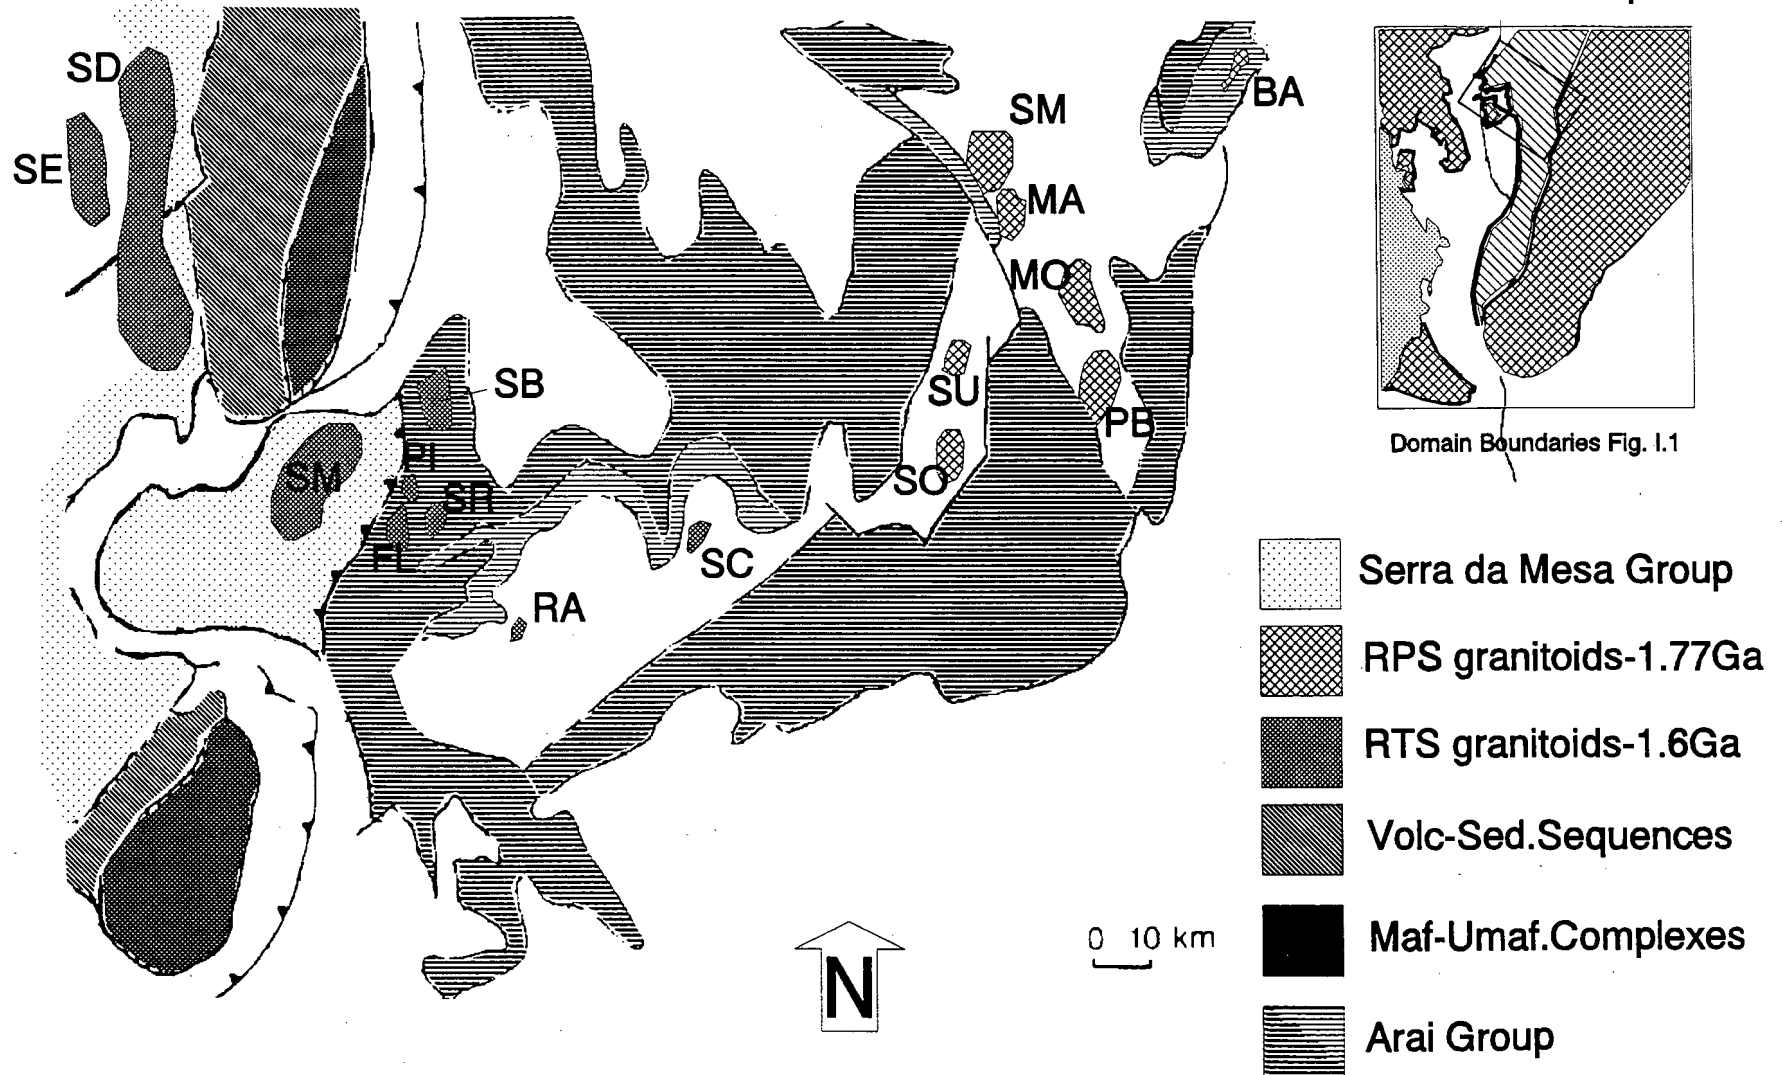 SD
SE
SM
BA
MA
MO
SB
SU
PB
PI
SM
SO
SR
FL
SC
RA
Domain Boundaries Fig. I.1
Serra da Mesa Group
RPS granitoids-1.77Ga
RTS granitoids-1.6Ga
Volc-Sed.Sequences
Maf-Umaf.Complexes
Arai Group
0 10 km
N